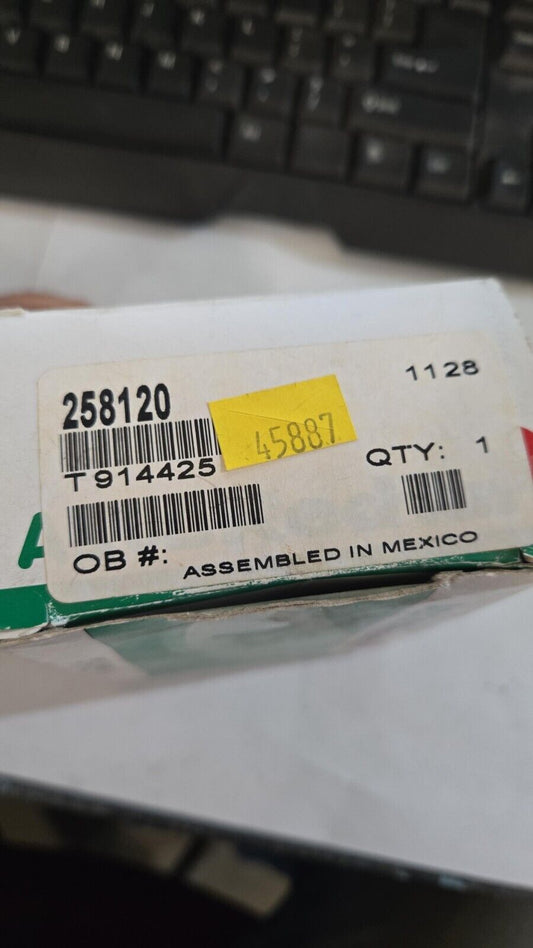 258120
1128
45887
T914425
QTY: 1
OB #:
ASSEMBLED IN MEXICO
A